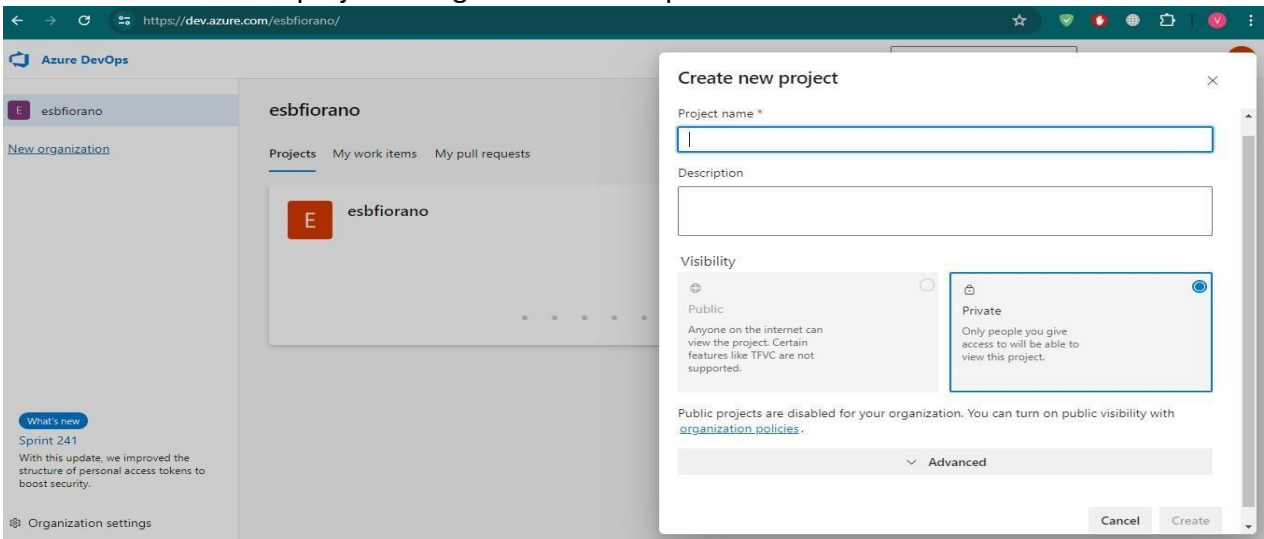 https://dev.azure.com/esbfiorano/
V
Azure DevOps
E esbfiorano
New organization
esbfiorano
Projects My work items My pull requests
E esbfiorano
What's new
Sprint 241
With this update, we improved the
structure of personal access tokens to
boost security.
Organization settings
Create new project
Project name *
Description
Visibility
Public
Anyone on the internet can
view the project. Certain
features like TFVC are not
supported.
Private
Only people you give
access to will be able to
view this project.
Public projects are disabled for your organization. You can turn on public visibility with
organization policies.
Advanced
Cancel Create